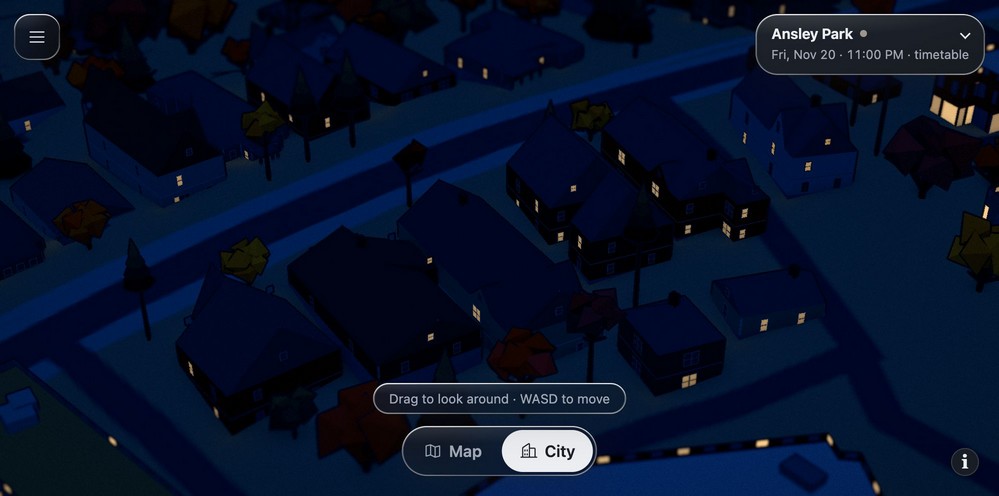 Ansley Park
Fri, Nov 20 · 11:00 PM · timetable
Drag to look around · WASD to move
Map
City
i